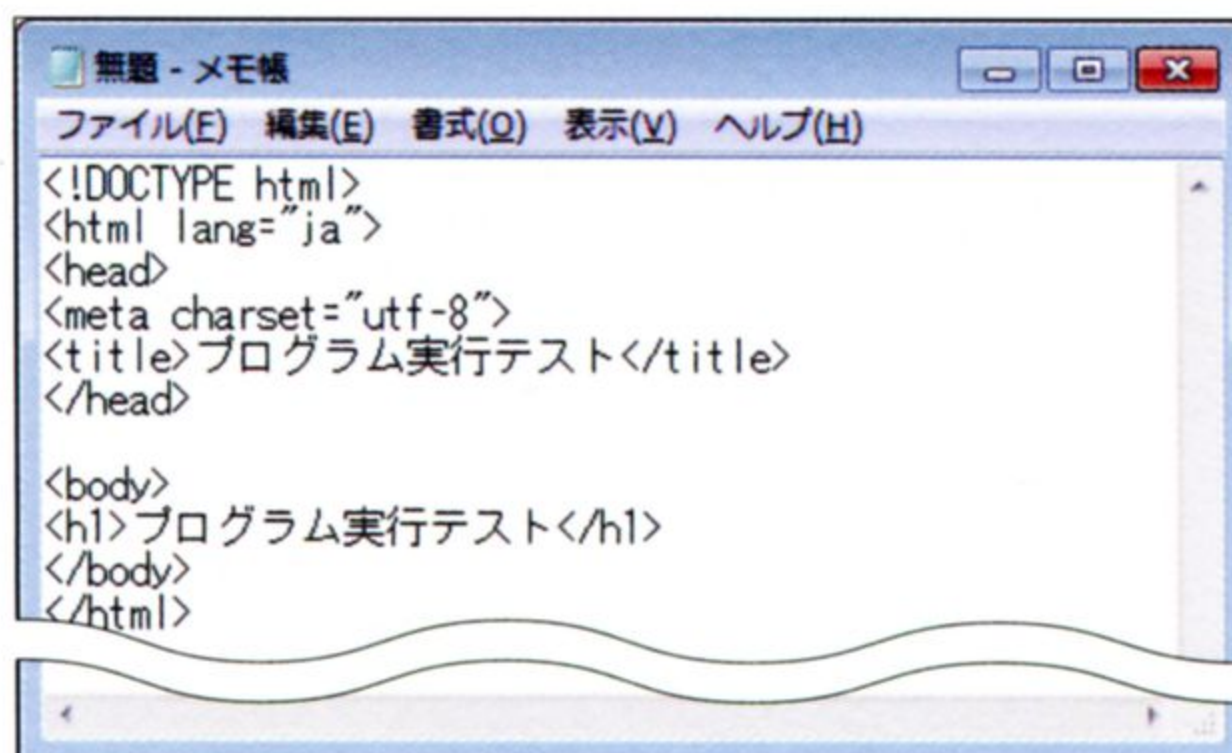 無題 - メモ帳
ファイル(F) 編集(E) 書式(O) 表示(V) ヘルプ(H)
<!DOCTYPE html>
<html lang="ja">
<head>
<meta charset="utf-8">
<title>プログラム実行テスト</title>
</head>

<body>
<h1>プログラム実行テスト</h1>
</body>
</html>